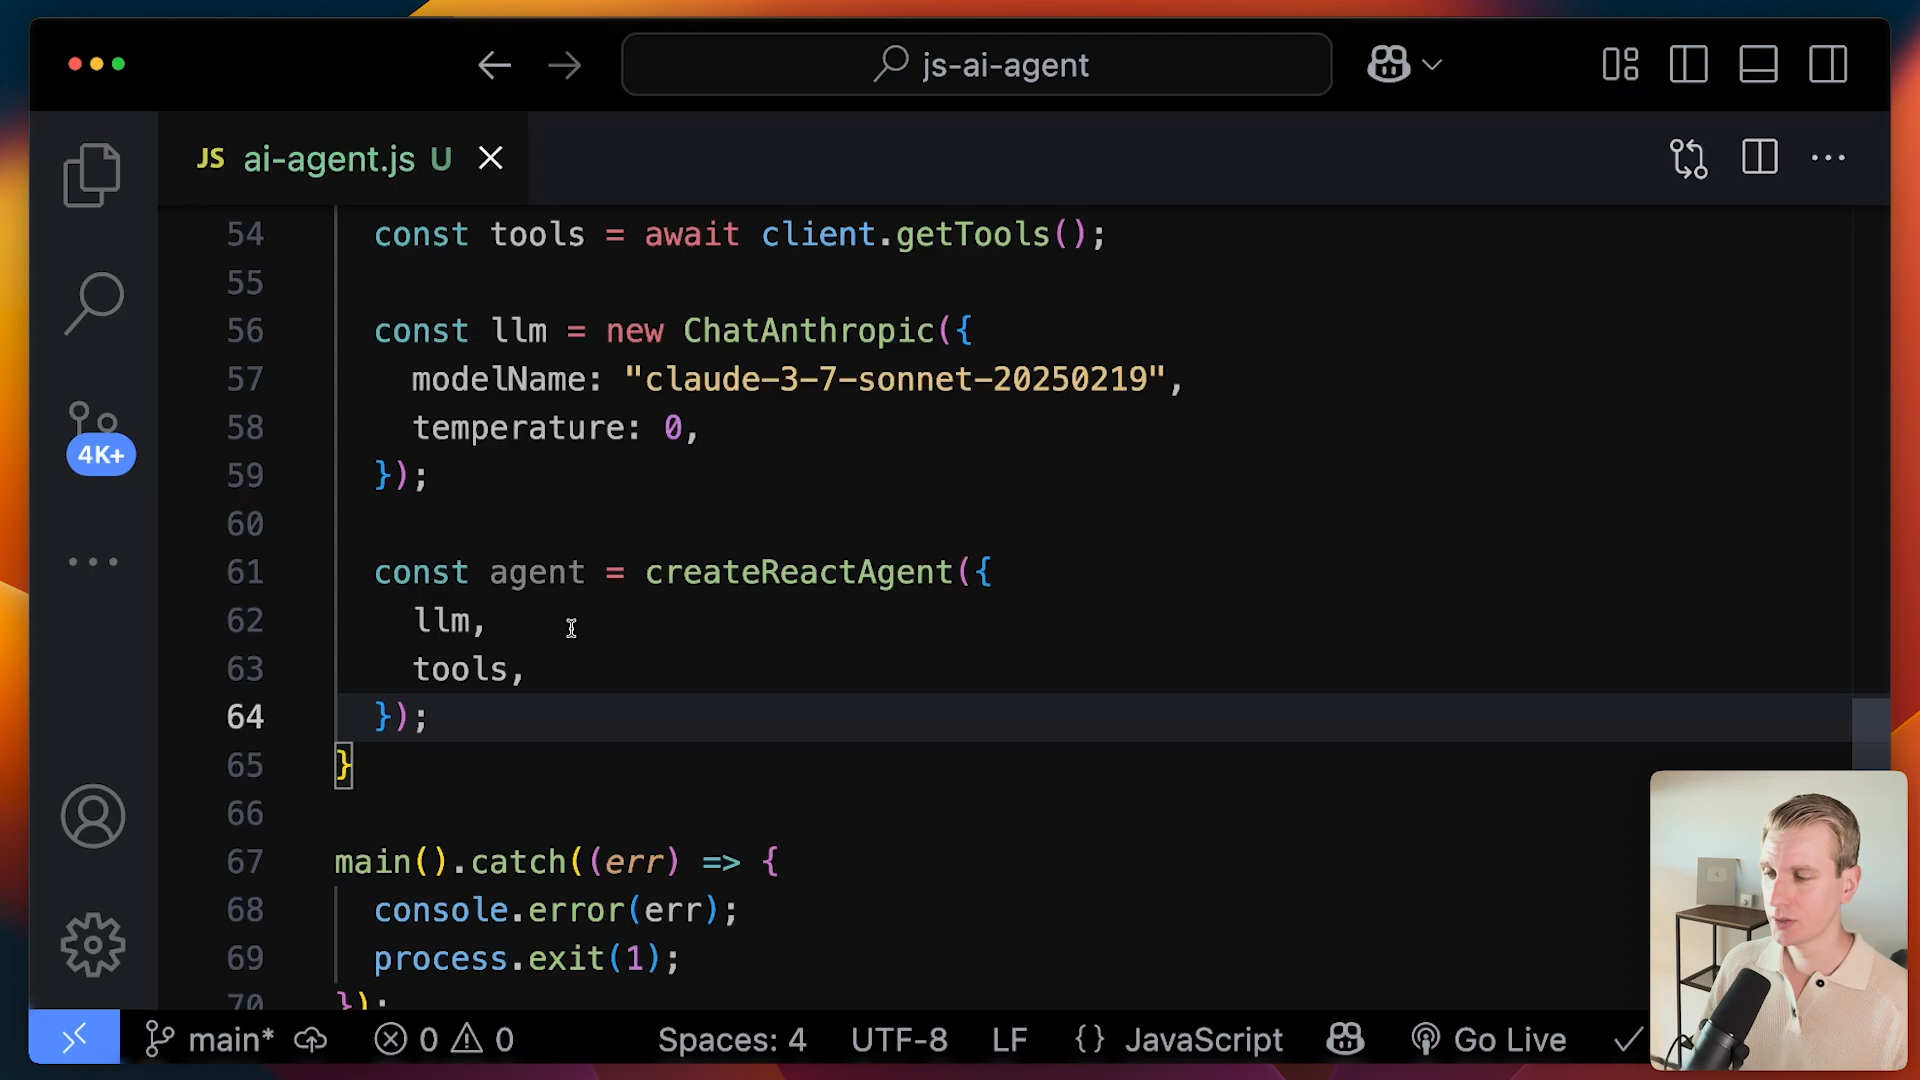 js-ai-agent
JS ai-agent.js U
54 const tools = await client.getTools();
55
56 const llm = new ChatAnthropic({
57 modelName: "claude-3-7-sonnet-20250219",
58 temperature: 0,
59 });
60
61 const agent = createReactAgent({
62 llm,
63 tools,
64 });
65 }
66
67 main().catch((err) => {
68 console.error(err);
69 process.exit(1);
70 });
4K+
main* 0 0 Spaces: 4 UTF-8 LF {} JavaScript Go Live